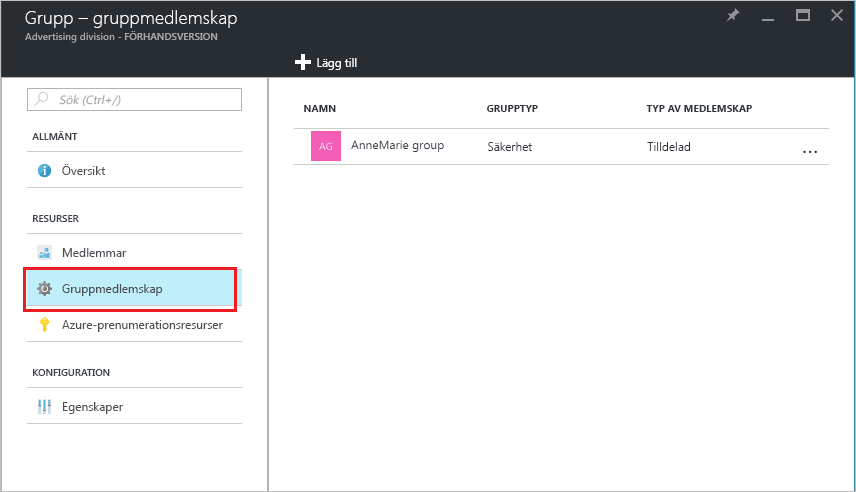 Grupp – gruppmedlemskap
Advertising division - FÖRHANDSVERSION
Lägg till
Sök (Ctrl+/)
ALLMÄNT
Översikt
RESURSER
Medlemmar
Gruppmedlemskap
Azure-prenumerationsresurser
KONFIGURATION
Egenskaper
NAMN GRUPPTYP TYP AV MEDLEMSKAP
AG AnneMarie group Säkerhet Tilldelad ...